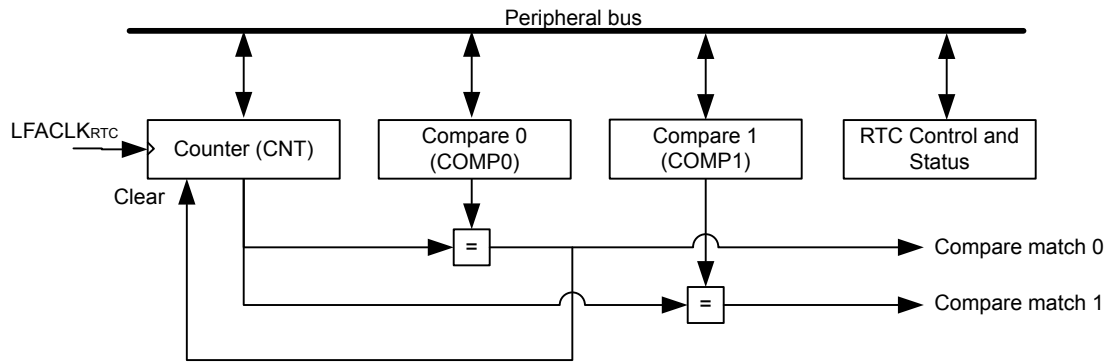 Peripheral bus
LFACLKRTC
Counter (CNT)
Compare 0
(COMP0)
Compare 1
(COMP1)
RTC Control and
Status
Clear
=
Compare match 0
=
Compare match 1